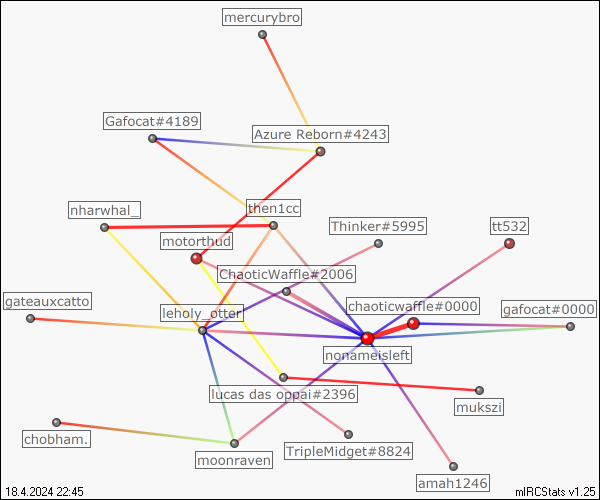 mercurybro
Gafocat#4189
Azure Reborn#4243
nharwhal_
then1cc
Thinker#5995
tt532
motorthud
ChaoticWaffle#2006
gateauxcatto
leholy_otter
chaoticwaffle#0000
gafocat#0000
nonameisleft
lucas das oppai#2396
mukszi
chobham.
moonraven
TripleMidget#8824
amah1246
18.4.2024 22:45
mIRCStats v1.25